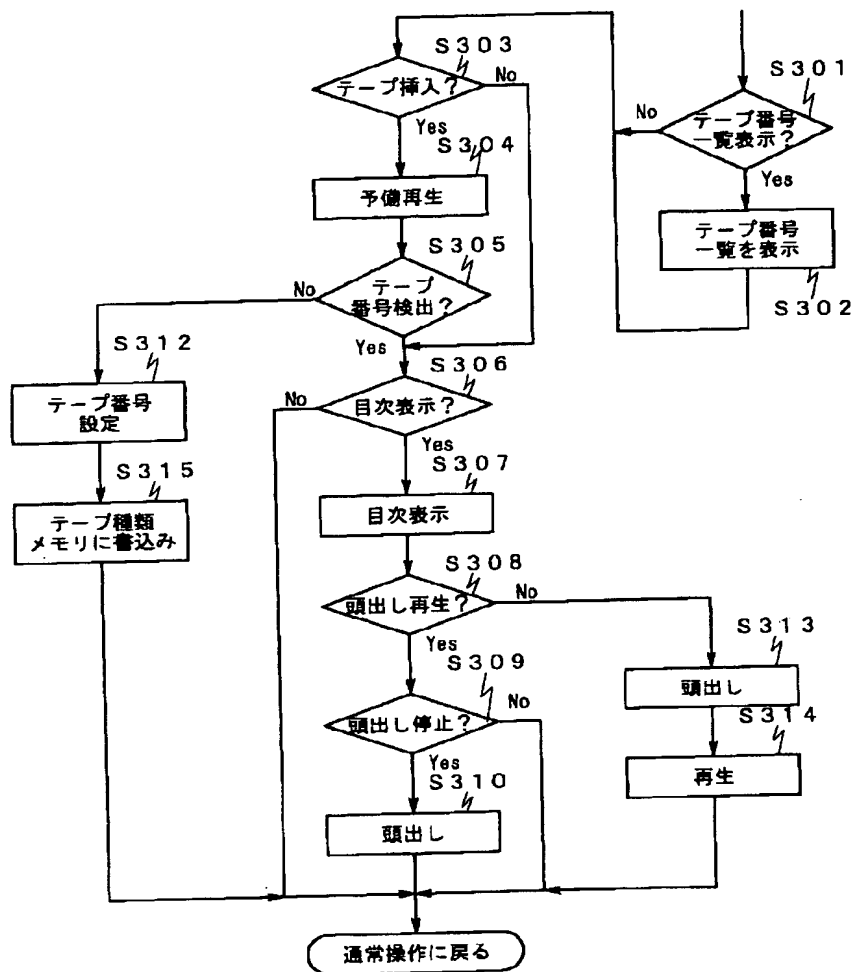 S303
テープ挿入?
No
Yes
S304
予備再生
S305
テープ
番号検出?
No
Yes
S301
テープ番号
一覧表示?
No
Yes
テープ番号
一覧を表示
S302
S312
テープ番号
設定
S315
テープ種類
メモリに書込み
S306
目次表示?
No
Yes
S307
目次表示
S308
頭出し再生?
No
Yes
S309
頭出し停止?
No
Yes
S310
頭出し
S313
頭出し
S314
再生
通常操作に戻る